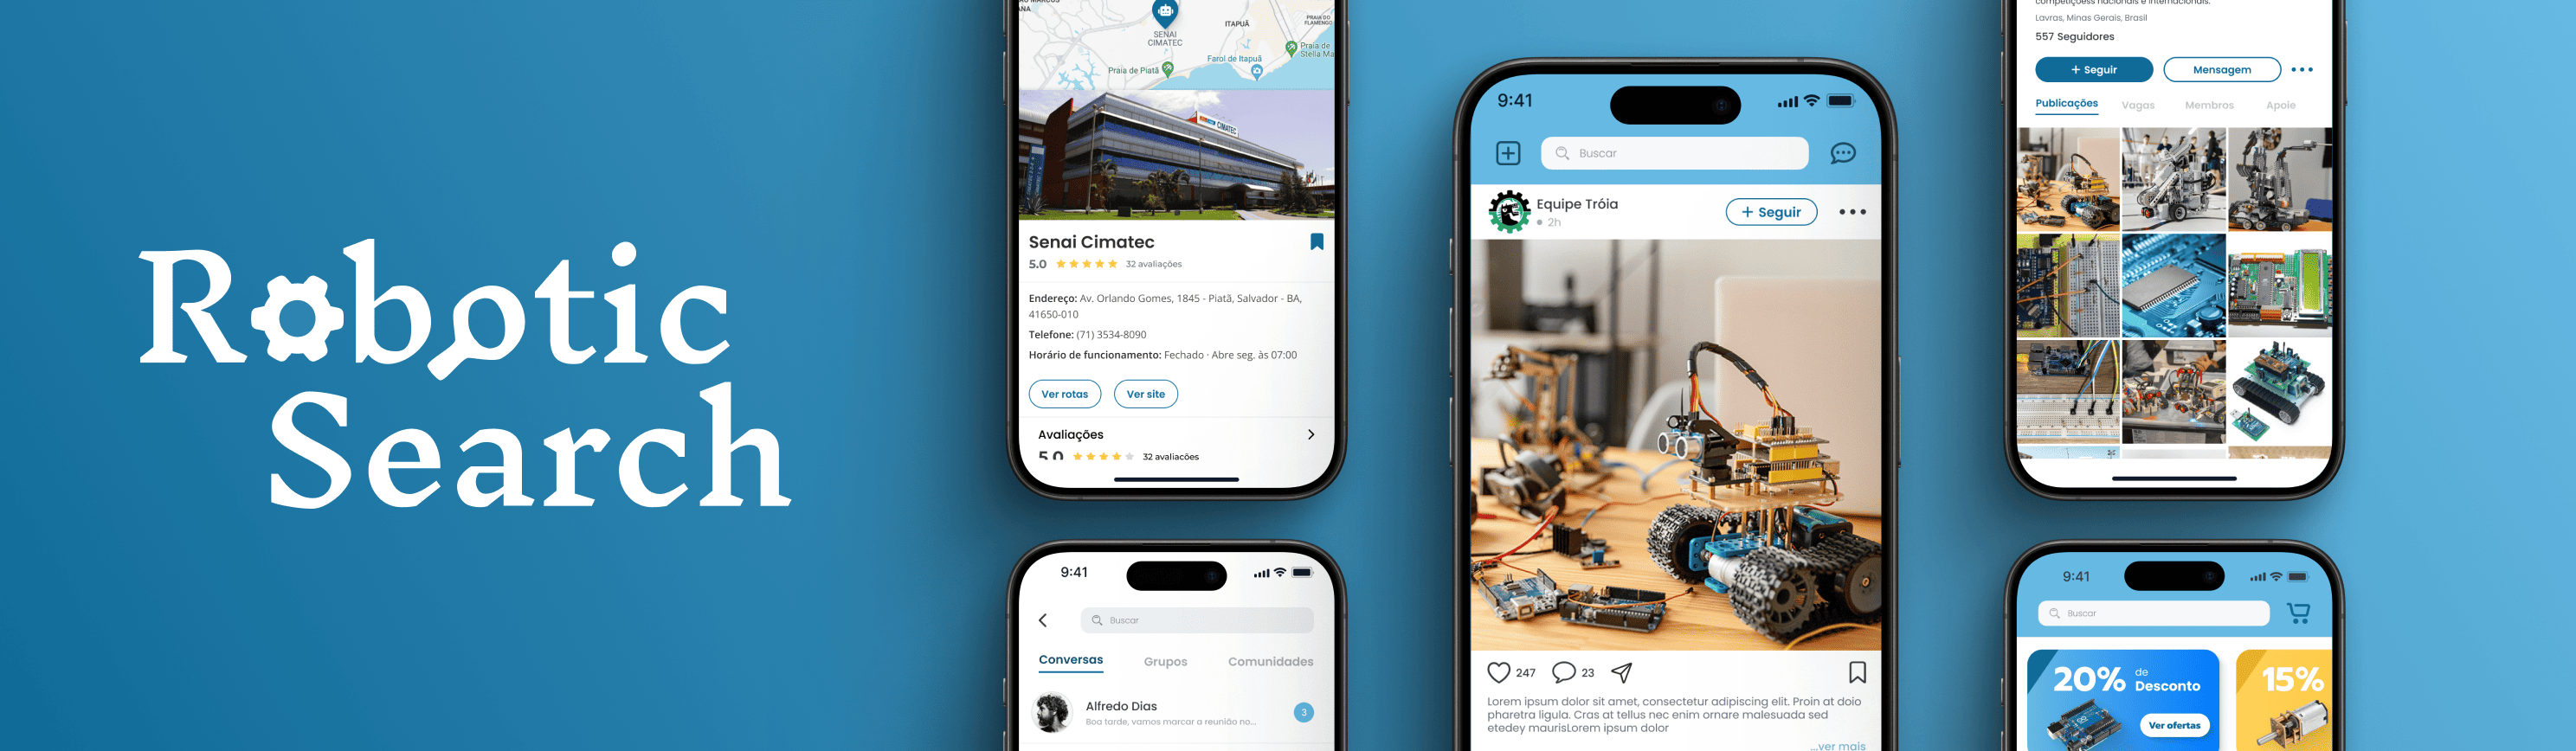 Robotic
Search
ANA
ITAPUÃ
PRAIA DO
FLAMENGO
SENAI
CIMATEC
Praia de
Stella Ma
Farol de Itapuã
Praia de Piatã
CIMATEC
Senai Cimatec
5.0 32 avaliações
Endereço: Av. Orlando Gomes, 1845 - Piatã, Salvador - BA,
41650-010
Telefone: (71) 3534-8090
Horário de funcionamento: Fechado · Abre seg. às 07:00
Ver rotas Ver site
Avaliações
5.0 32 avaliacões
9:41
Buscar
Conversas Grupos Comunidades
Alfredo Dias
Boa tarde, vamos marcar a reunião no...
3
9:41
Buscar
Equipe Tróia
2h
+ Seguir
247 23
Lorem ipsum dolor sit amet, consectetur adipiscing elit. Proin at doio
pharetra ligula. Cras at tellus nec enim ornare malesuada sed
etedey maurisLorem ipsum dolor
...ver mais
competiçoess nacionais e internacionais.
Lavras, Minas Gerais, Brasil
557 Seguidores
+ Seguir Mensagem
Publicações Vagas Membros Apoie
9:41
Buscar
20% de
Desconto
Ver ofertas
15%